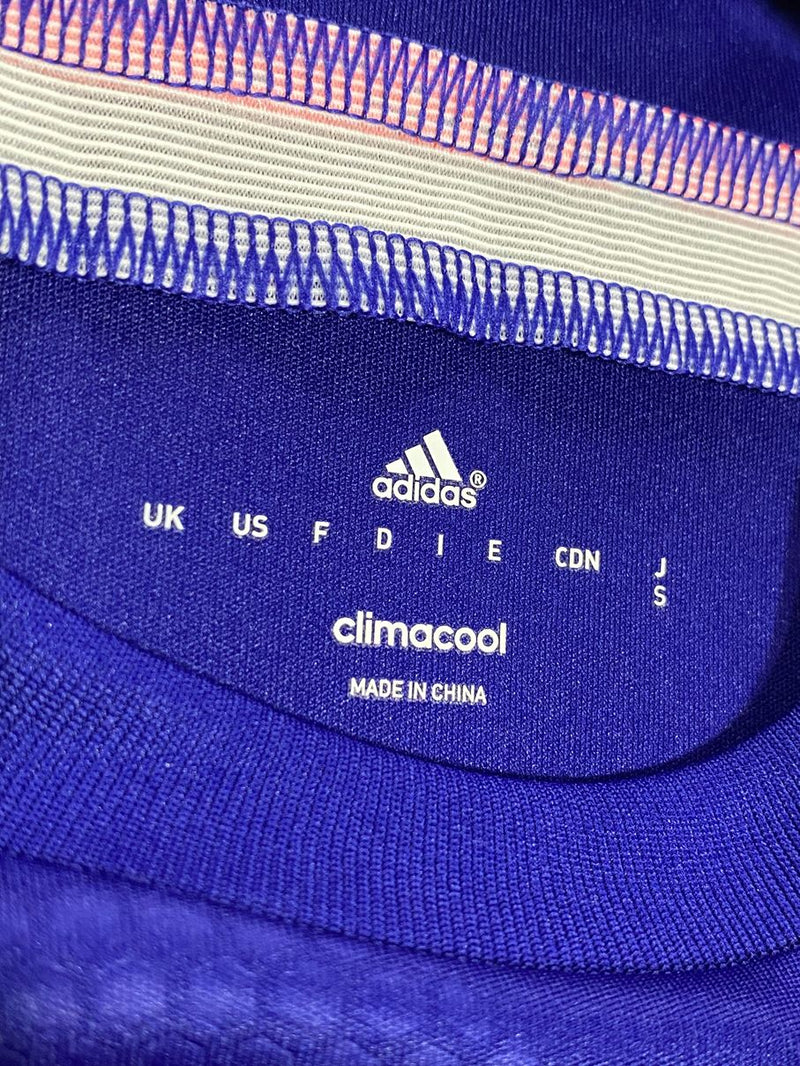 adidas®
UK US F D I E CDN J
S
climacool
MADE IN CHINA